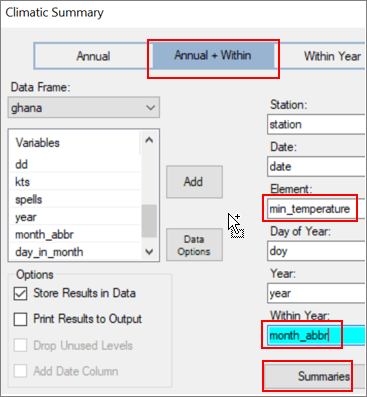 Climatic Summary
Annual
Annual + Within
Within Year
Data Frame:
ghana
Variables
dd
kts
spells
year
month_abbr
day_in_month
Add
Data
Options
Options
Store Results in Data
Print Results to Output
Drop Unused Levels
Add Date Column
Station:
station
Date:
date
Element:
min_temperature
Day of Year:
doy
Year:
year
Within Year:
month_abbr
Summaries